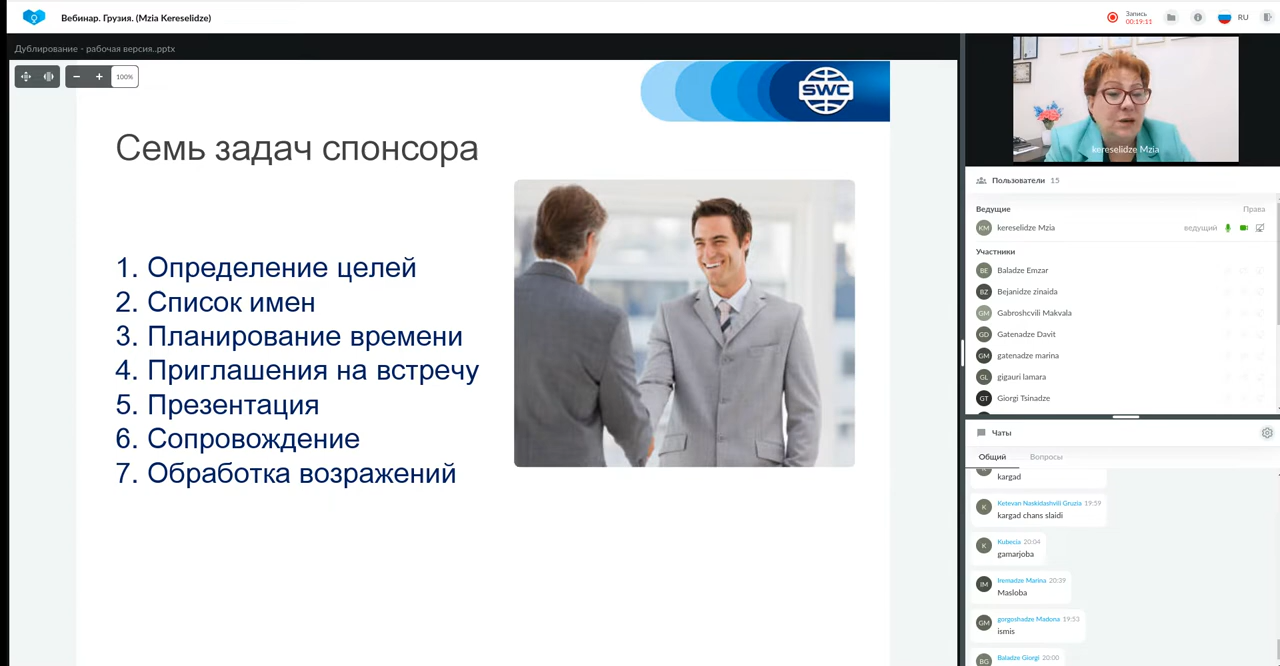 Вебинар. Грузия. (Mzia Kereselidze)
Запись
00:19:11
RU
Дублирование - рабочая версия..pptx
100%
SWC
Семь задач спонсора
1. Определение целей
2. Список имен
3. Планирование времени
4. Приглашения на встречу
5. Презентация
6. Сопровождение
7. Обработка возражений
kereselidze Mzia
Пользователи 15
Ведущие Права
KM kereselidze Mzia ведущий
Участники
BE Baladze Emzar
BZ Bejanidze zinaida
GM Gabroshcvili Makvala
GD Gatenadze Davit
GM gatenadze marina
GL gigauri lamara
GT Giorgi Tsinadze
Чаты
Общий Вопросы
kargad
Ketevan Naskidashvili Gruzia 19:59
K kargad chans slaidi
Kubecia 20:04
K gamarjoba
Iremadze Marina 20:39
IM Masloba
gorgoshadze Madona 19:53
GM ismis
Baladze Giorgi 20:00
BG